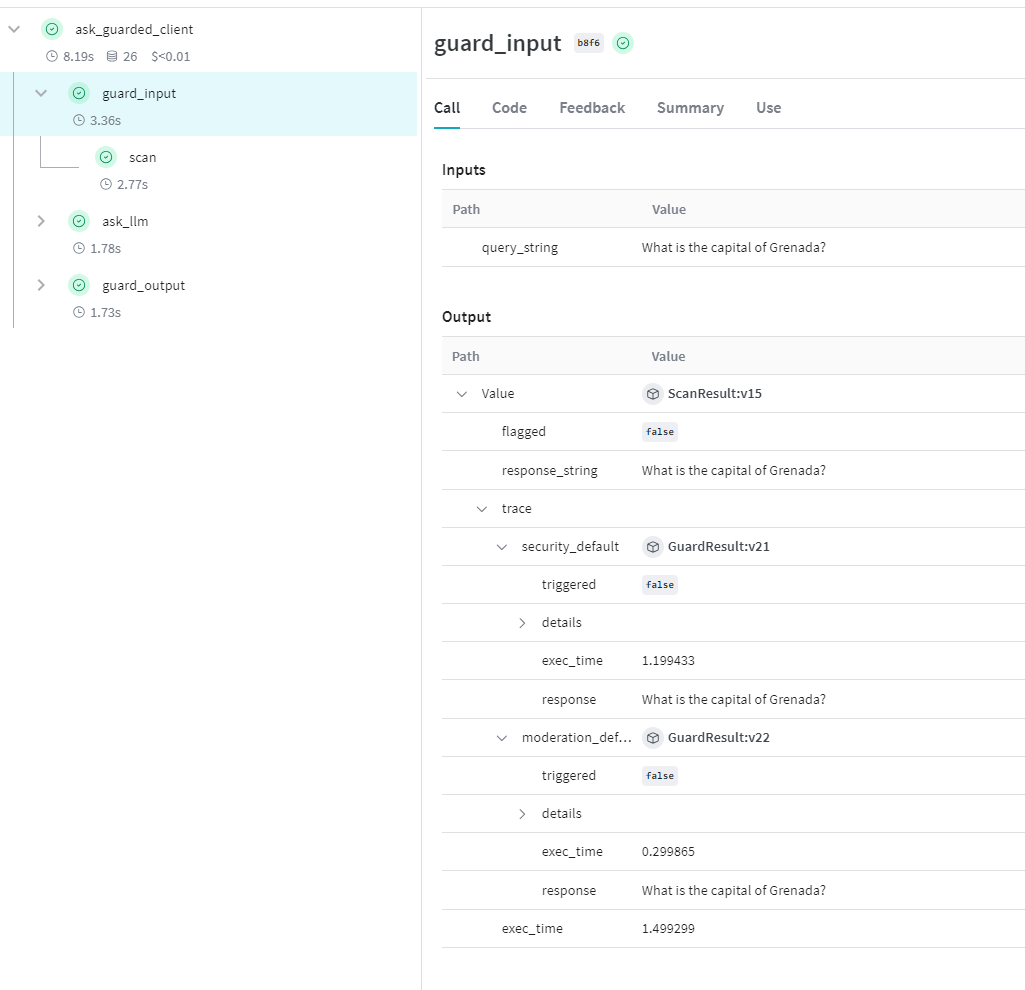 ask_guarded_client
8.19s 26 $<0.01
guard_input
3.36s
scan
2.77s
ask_llm
1.78s
guard_output
1.73s
guard_input b8f6
Call Code Feedback Summary Use
Inputs
Path Value
query_string What is the capital of Grenada?
Output
Path Value
Value ScanResult:v15
flagged false
response_string What is the capital of Grenada?
trace
security_default GuardResult:v21
triggered false
details
exec_time 1.199433
response What is the capital of Grenada?
moderation_def... GuardResult:v22
triggered false
details
exec_time 0.299865
response What is the capital of Grenada?
exec_time 1.499299